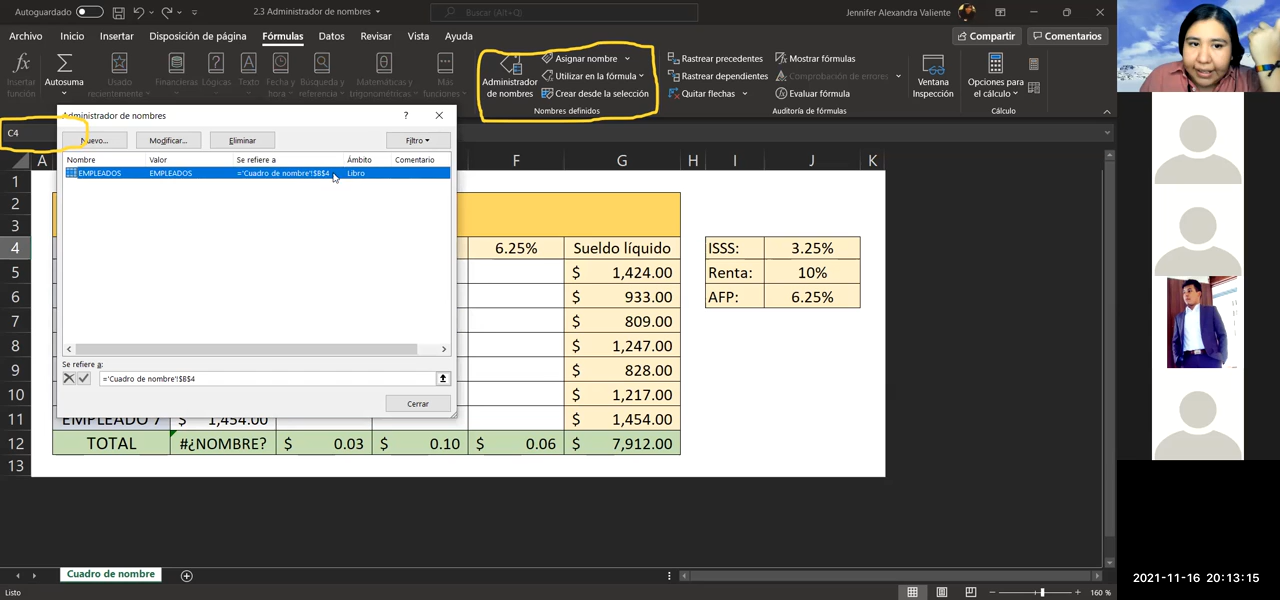 Autoguardado
2.3 Administrador de nombres
Buscar (Alt+Q)
Jennifer Alexandra Valiente
Archivo Inicio Insertar Disposición de página Fórmulas Datos Revisar Vista Ayuda
Compartir
Comentarios
Insertar función
Autosuma
Usado recientemente
Financieras
Lógicas
Texto
Fecha y hora
Búsqueda y referencia
Matemáticas y trigonométricas
Más funciones
Administrador de nombres
Asignar nombre
Utilizar en la fórmula
Crear desde la selección
Nombres definidos
Rastrear precedentes
Rastrear dependientes
Quitar flechas
Mostrar fórmulas
Comprobación de errores
Evaluar fórmula
Auditoría de fórmulas
Ventana Inspección
Opciones para el cálculo
Cálculo
C4
Administrador de nombres
?
Nuevo... Modificar... Eliminar Filtro
Nombre Valor Se refiere a Ámbito Comentario
EMPLEADOS EMPLEADOS ='Cuadro de nombre'!$B$4 Libro
Se refiere a:
='Cuadro de nombre'!$B$4
Cerrar
A F G H I J K
1
2
3
4 6.25% Sueldo líquido ISSS: 3.25%
5 $ 1,424.00 Renta: 10%
6 $ 933.00 AFP: 6.25%
7 $ 809.00
8 $ 1,247.00
9 $ 828.00
10 $ 1,217.00
11 EMPLEADO 7 $ 1,454.00 $ 1,454.00
12 TOTAL #¿NOMBRE? $ 0.03 $ 0.10 $ 0.06 $ 7,912.00
13
Cuadro de nombre
Listo
160 %
2021-11-16 20:13:15